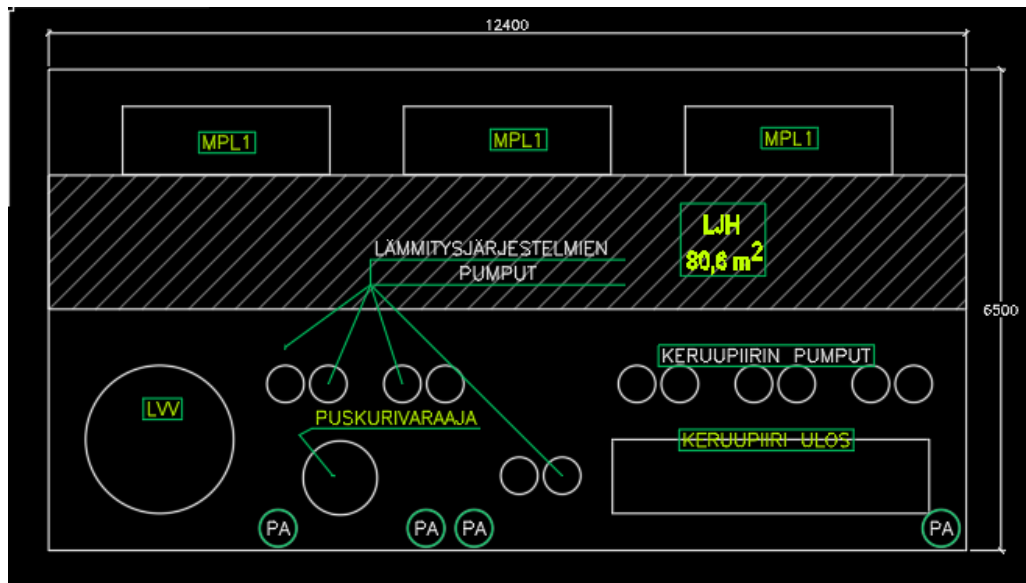 12400
MPL1
MPL1
MPL1
LJH
80,6 m²
LÄMMITYSJÄRJESTELMIEN
PUMPUT
6500
KERUUPIIRIN PUMPUT
LVV
PUSKURIVARAAJA
KERUUPIIRI ULOS
PA
PA
PA
PA